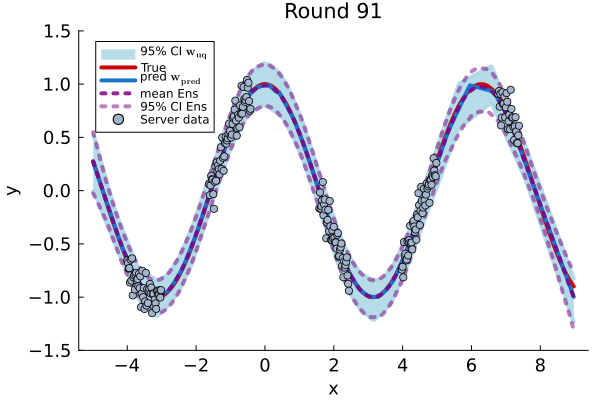 Round 91
1.5
1.0
0.5
0.0
−0.5
−1.0
−1.5
y
95% CI w_uq
True
pred w_pred
mean Ens
95% CI Ens
Server data
−4 −2 0 2 4 6 8
x